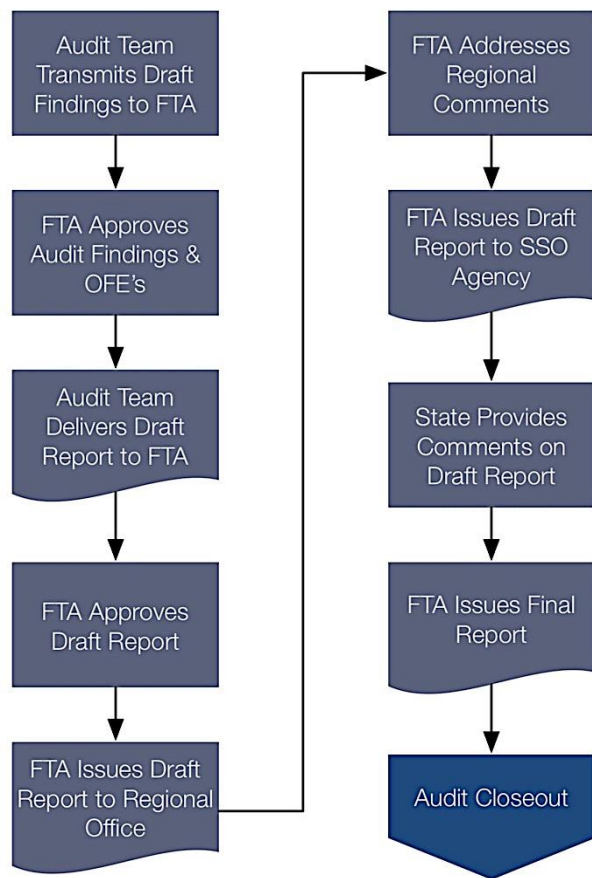 Audit Team
Transmits Draft
Findings to FTA
FTA Approves
Audit Findings &
OFE's
Audit Team
Delivers Draft
Report to FTA
FTA Approves
Draft Report
FTA Issues Draft
Report to Regional
Office
FTA Addresses
Regional
Comments
FTA Issues Draft
Report to SSO
Agency
State Provides
Comments on
Draft Report
FTA Issues Final
Report
Audit Closeout